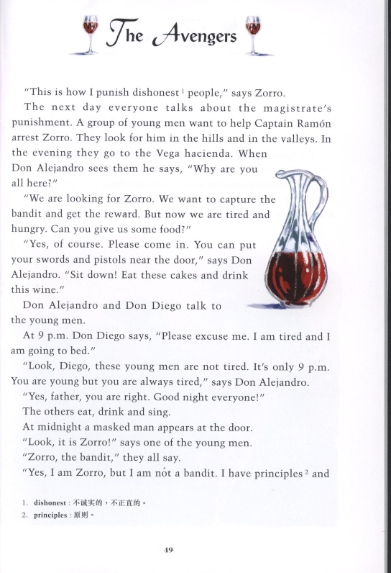 The Avengers
"This is how I punish dishonest¹ people," says Zorro.
The next day everyone talks about the magistrate's
punishment. A group of young men want to help Captain Ramón
arrest Zorro. They look for him in the hills and in the valleys. In
the evening they go to the Vega hacienda. When
Don Alejandro sees them he says, "Why are you
all here?"
"We are looking for Zorro. We want to capture the
bandit and get the reward. But now we are tired and
hungry. Can you give us some food?"
"Yes, of course. Please come in. You can put
your swords and pistols near the door," says Don
Alejandro. "Sit down! Eat these cakes and drink
this wine."
Don Alejandro and Don Diego talk to
the young men.
At 9 p.m. Don Diego says, "Please excuse me. I am tired and I
am going to bed."
"Look, Diego, these young men are not tired. It's only 9 p.m.
You are young but you are always tired," says Don Alejandro.
"Yes, father, you are right. Good night everyone!"
The others eat, drink and sing.
At midnight a masked man appears at the door.
"Look, it is Zorro!" says one of the young men.
"Zorro, the bandit," they all say.
"Yes, I am Zorro, but I am not a bandit. I have principles² and
1. dishonest：不誠實的，不正直的。
2. principles：原則。
49